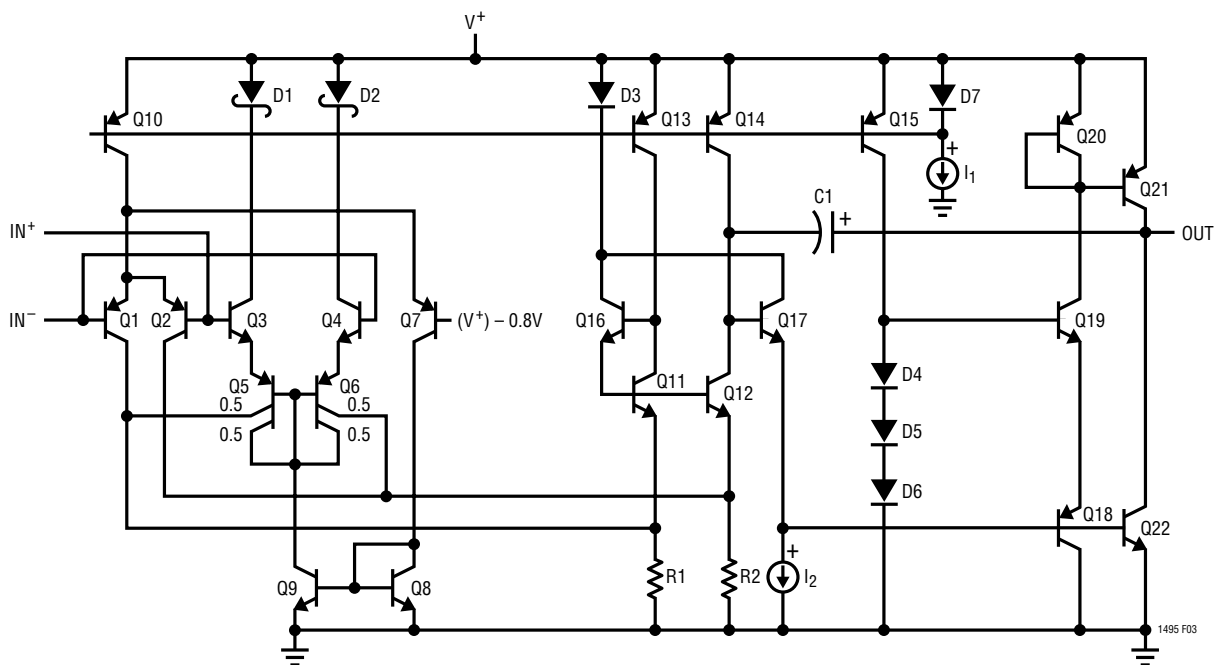 V+
D1
D2
D3
Q13
Q14
Q15
D7
Q10
Q20
I1
Q21
C1
IN+
OUT
IN−
Q1
Q2
Q3
Q4
Q7
(V+) – 0.8V
Q16
Q17
Q19
Q5
Q6
Q11
Q12
D4
0.5
0.5
0.5
0.5
D5
D6
Q18
Q22
Q9
Q8
R1
R2
I2
1495 F03